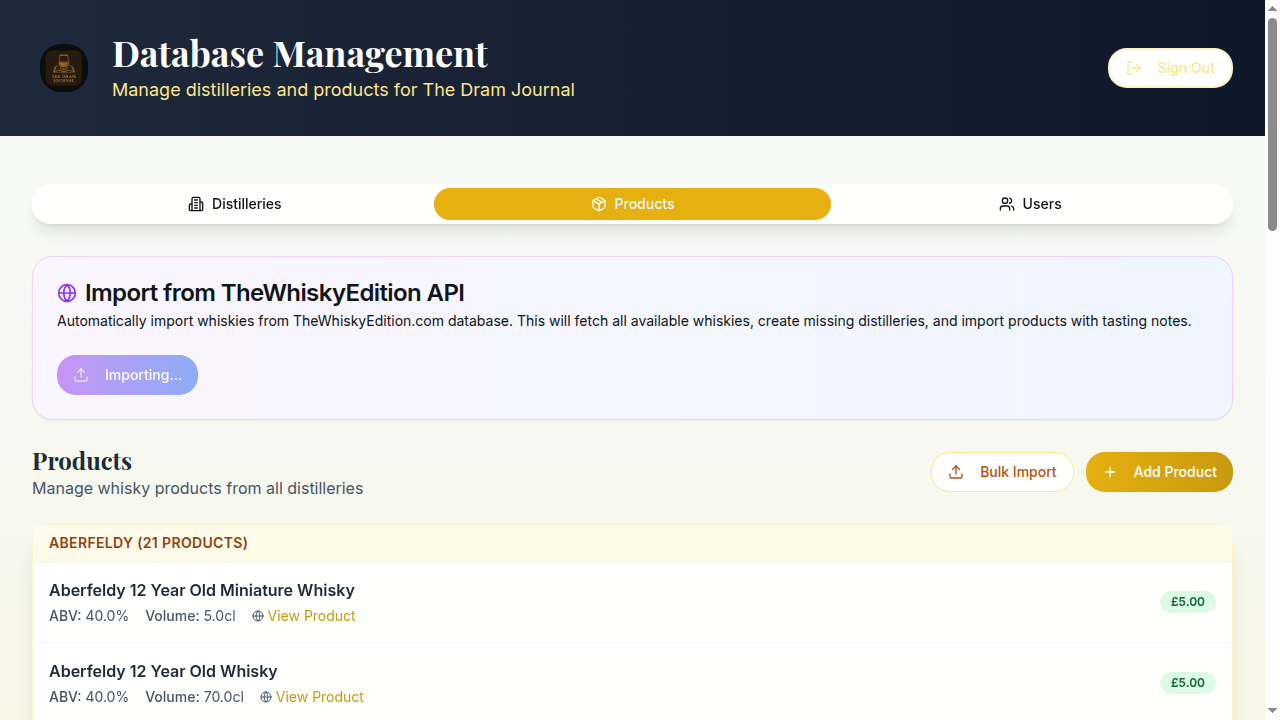 Database Management
Manage distilleries and products for The Dram Journal
THE DRAM
JOURNAL
Sign Out
Distilleries
Products
Users
Import from TheWhiskyEdition API
Automatically import whiskies from TheWhiskyEdition.com database. This will fetch all available whiskies, create missing distilleries, and import products with tasting notes.
Importing...
Products
Manage whisky products from all distilleries
Bulk Import
Add Product
ABERFELDY (21 PRODUCTS)
Aberfeldy 12 Year Old Miniature Whisky
ABV: 40.0% Volume: 5.0cl View Product
£5.00
Aberfeldy 12 Year Old Whisky
ABV: 40.0% Volume: 70.0cl View Product
£5.00